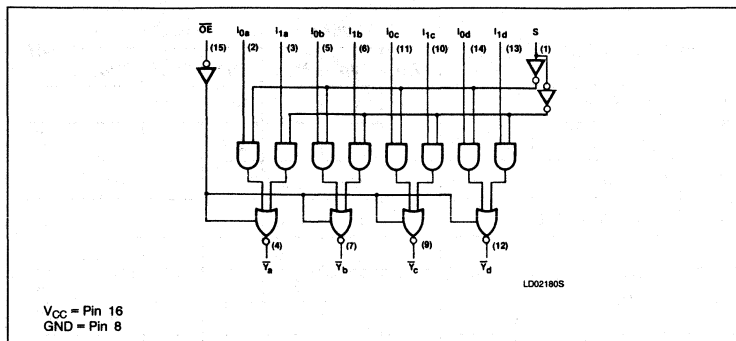 OE I0a I1a I0b I1b I0c I1c I0d I1d S
(15) (2) (3) (5) (6) (11) (10) (14) (13) (1)
(4) (7) (9) (12)
Ya Yb Yc Yd
LD02180S
VCC = Pin 16
GND = Pin 8